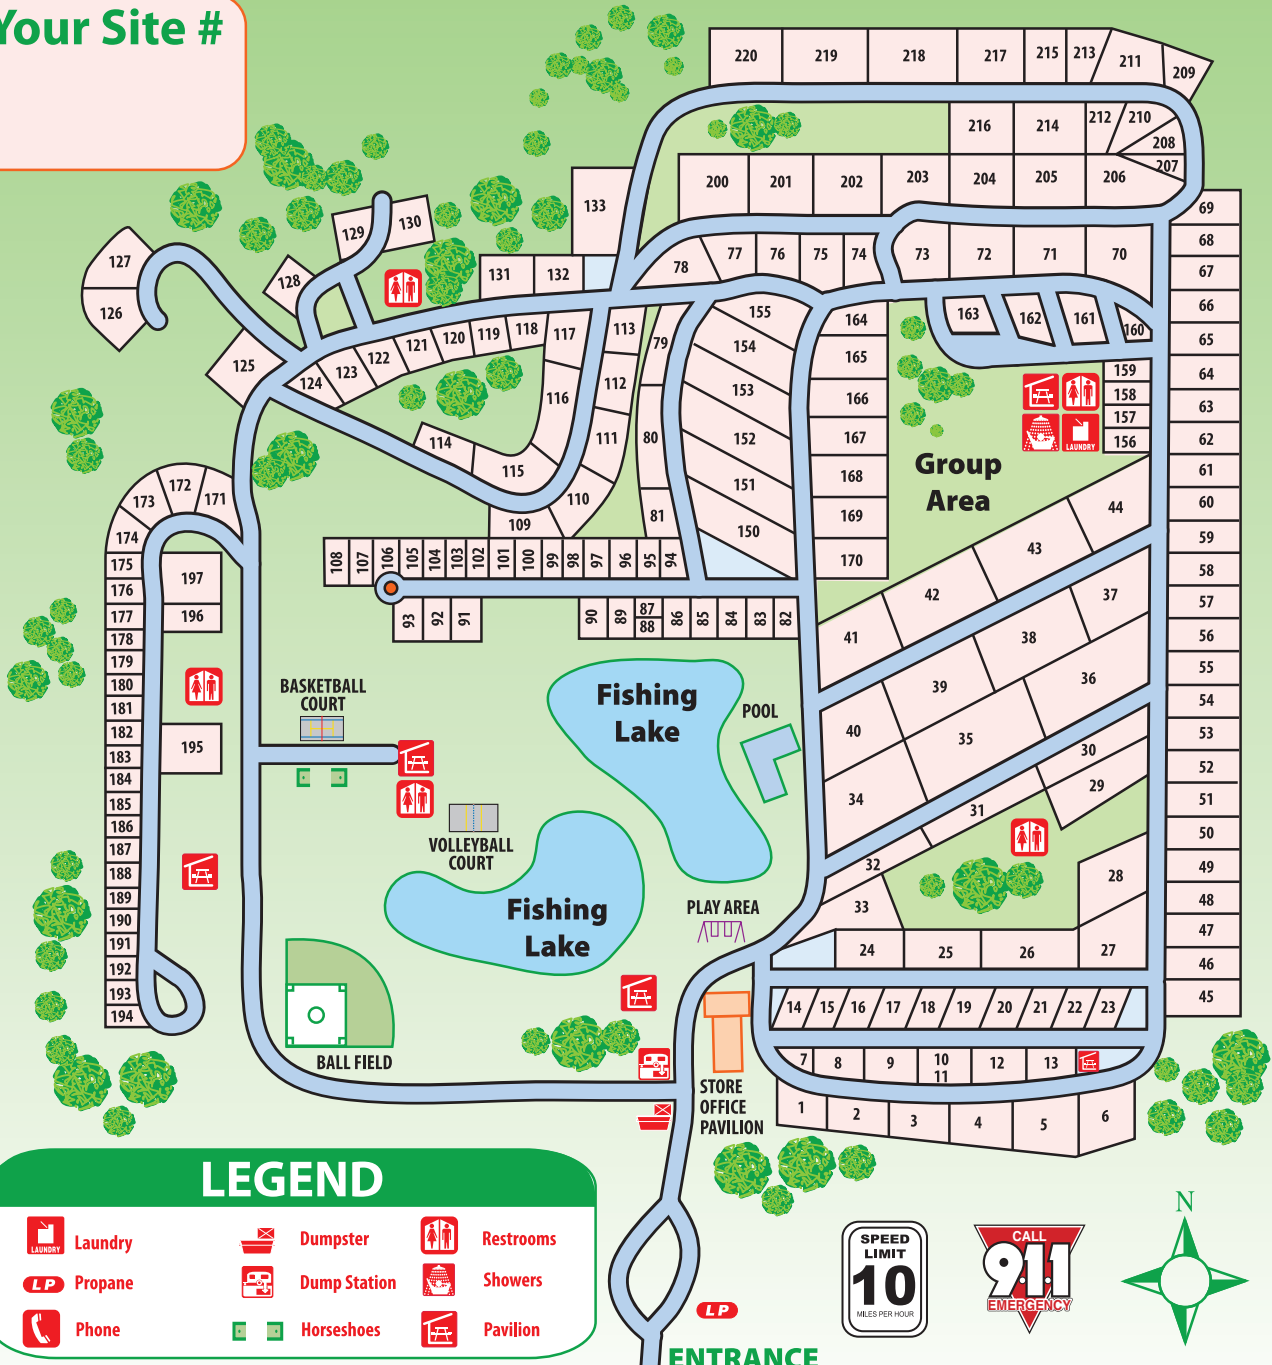 Your Site #
220 219 218 217 215 213 211 209
216 214 212 210 208 207
200 201 202 203 204 205 206
133
129 130
127 128
126
131 132
78 77 76 75 74 73 72 71 70
69
68
67
66
65
64
63
62
61
60
59
58
57
56
55
54
53
52
51
50
49
48
47
46
45
163 162 161 160
159
158
157
156
LAUNDRY
Group
Area
125 124 123 122 121 120 119 118 117
116
115
114
113
112
111
110
109
79
80
81
155
154
153
152
151
150
164
165
166
167
168
169
170
108 107 106 105 104 103 102 101 100 99 98 97 96 95 94
93 92 91
90 89 87 88 86 85 84 83 82
174 173 172 171
175
176
177
178
179
180
181
182
183
184
185
186
187
188
189
190
191
192
193
194
197
196
195
44
43
42
41
37
38
39
40
36
35
34
30
29
31
32
33
28
27
24 25 26
14 15 16 17 18 19 20 21 22 23
7 8 9 10 11 12 13
1 2 3 4 5 6
BASKETBALL
COURT
VOLLEYBALL
COURT
Fishing
Lake
POOL
Fishing
Lake
PLAY AREA
BALL FIELD
STORE
OFFICE
PAVILION
LEGEND
LAUNDRY
Laundry
LP
Propane
Phone
Dumpster
Dump Station
Horseshoes
Restrooms
Showers
Pavilion
LP
ENTRANCE
SPEED
LIMIT
10
MILES PER HOUR
CALL
911
EMERGENCY
N